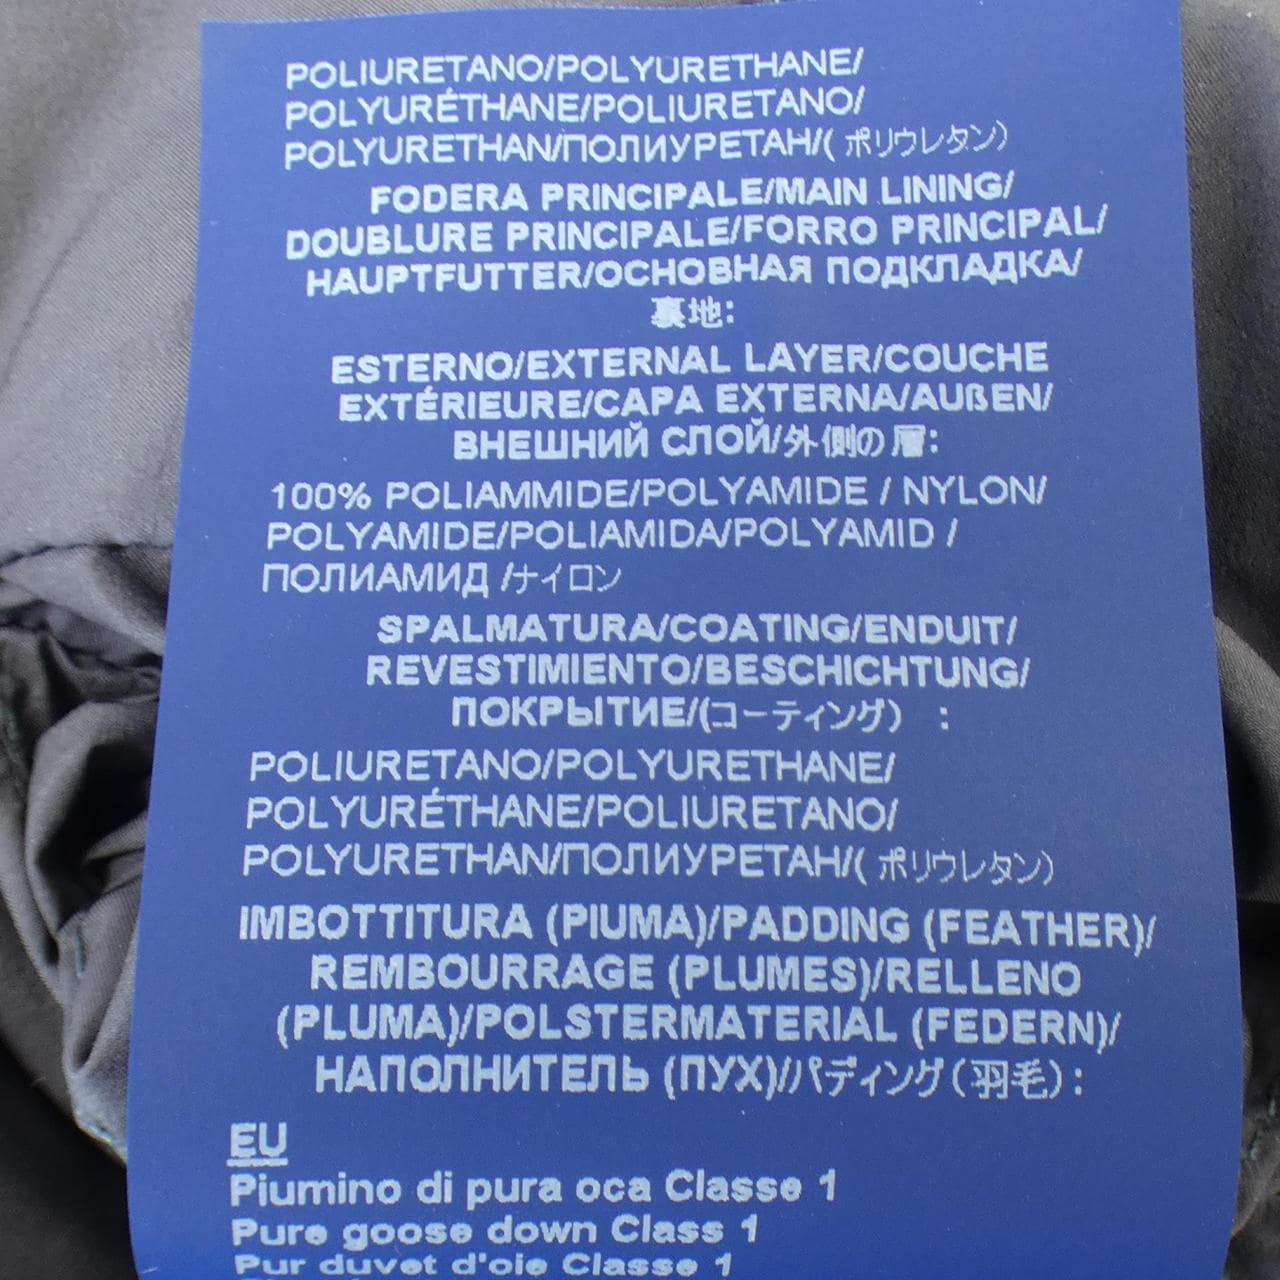 POLIURETANO/POLYURETHANE/
POLYURÉTHANE/POLIURETANO/
POLYURETHAN/ПОЛИУРЕТАН/( ポリウレタン)
FODERA PRINCIPALE/MAIN LINING/
DOUBLURE PRINCIPALE/FORRO PRINCIPAL/
HAUPTFUTTER/ОСНОВНАЯ ПОДКЛАДКА/
裏地:
ESTERNO/EXTERNAL LAYER/COUCHE
EXTÉRIEURE/CAPA EXTERNA/AUßEN/
ВНЕШНИЙ СЛОЙ/外側の層:
100% POLIAMMIDE/POLYAMIDE / NYLON/
POLYAMIDE/POLIAMIDA/POLYAMID /
ПОЛИАМИД /ナイロン
SPALMATURA/COATING/ENDUIT/
REVESTIMIENTO/BESCHICHTUNG/
ПОКРЫТИЕ/(コーティング) :
POLIURETANO/POLYURETHANE/
POLYURÉTHANE/POLIURETANO/
POLYURETHAN/ПОЛИУРЕТАН/( ポリウレタン)
IMBOTTITURA (PIUMA)/PADDING (FEATHER)/
REMBOURRAGE (PLUMES)/RELLENO
(PLUMA)/POLSTERMATERIAL (FEDERN)/
НАПОЛНИТЕЛЬ (ПУХ)/パディング(羽毛):
EU
Piumino di pura oca Classe 1
Pure goose down Class 1
Pur duvet d'oie Classe 1